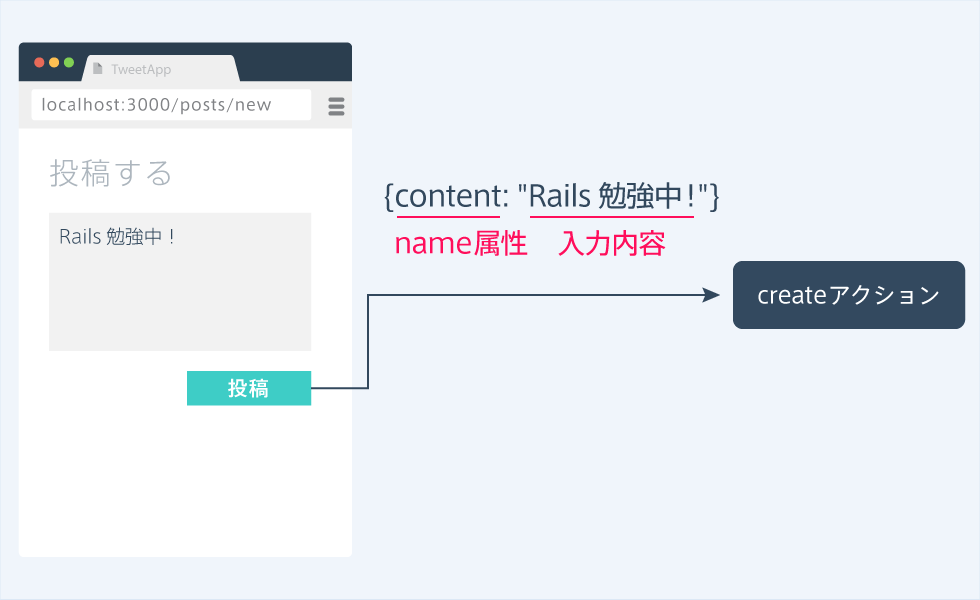 TweetApp
localhost:3000/posts/new
投稿する
Rails 勉強中！
投稿
{content: "Rails 勉強中！"}
name属性　入力内容
createアクション